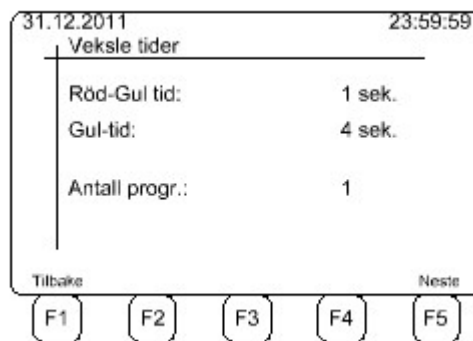 31.12.2011 23:59:59
Veksle tider
Röd-Gul tid: 1 sek.
Gul-tid: 4 sek.
Antall progr.: 1
Tilbake Neste
F1 F2 F3 F4 F5